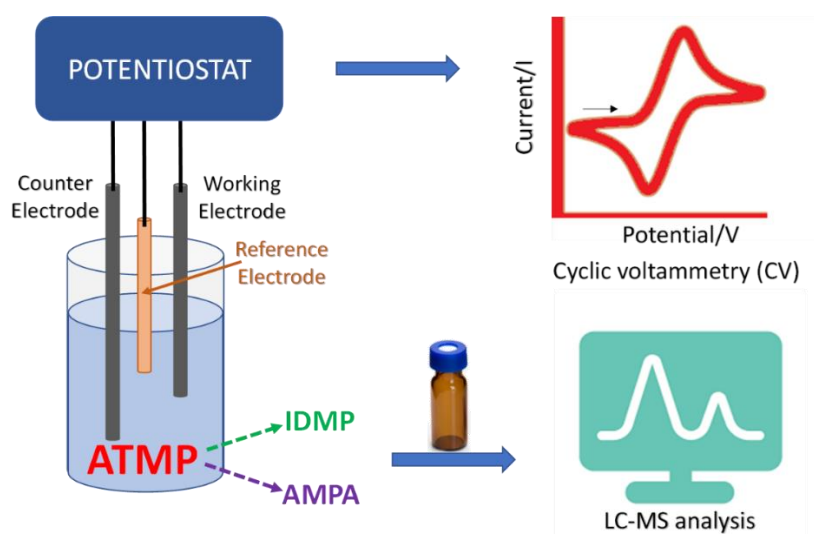 POTENTIOSTAT
Counter
Electrode
Working
Electrode
Reference
Electrode
ATMP
IDMP
AMPA
Current/I
Potential/V
Cyclic voltammetry (CV)
LC-MS analysis